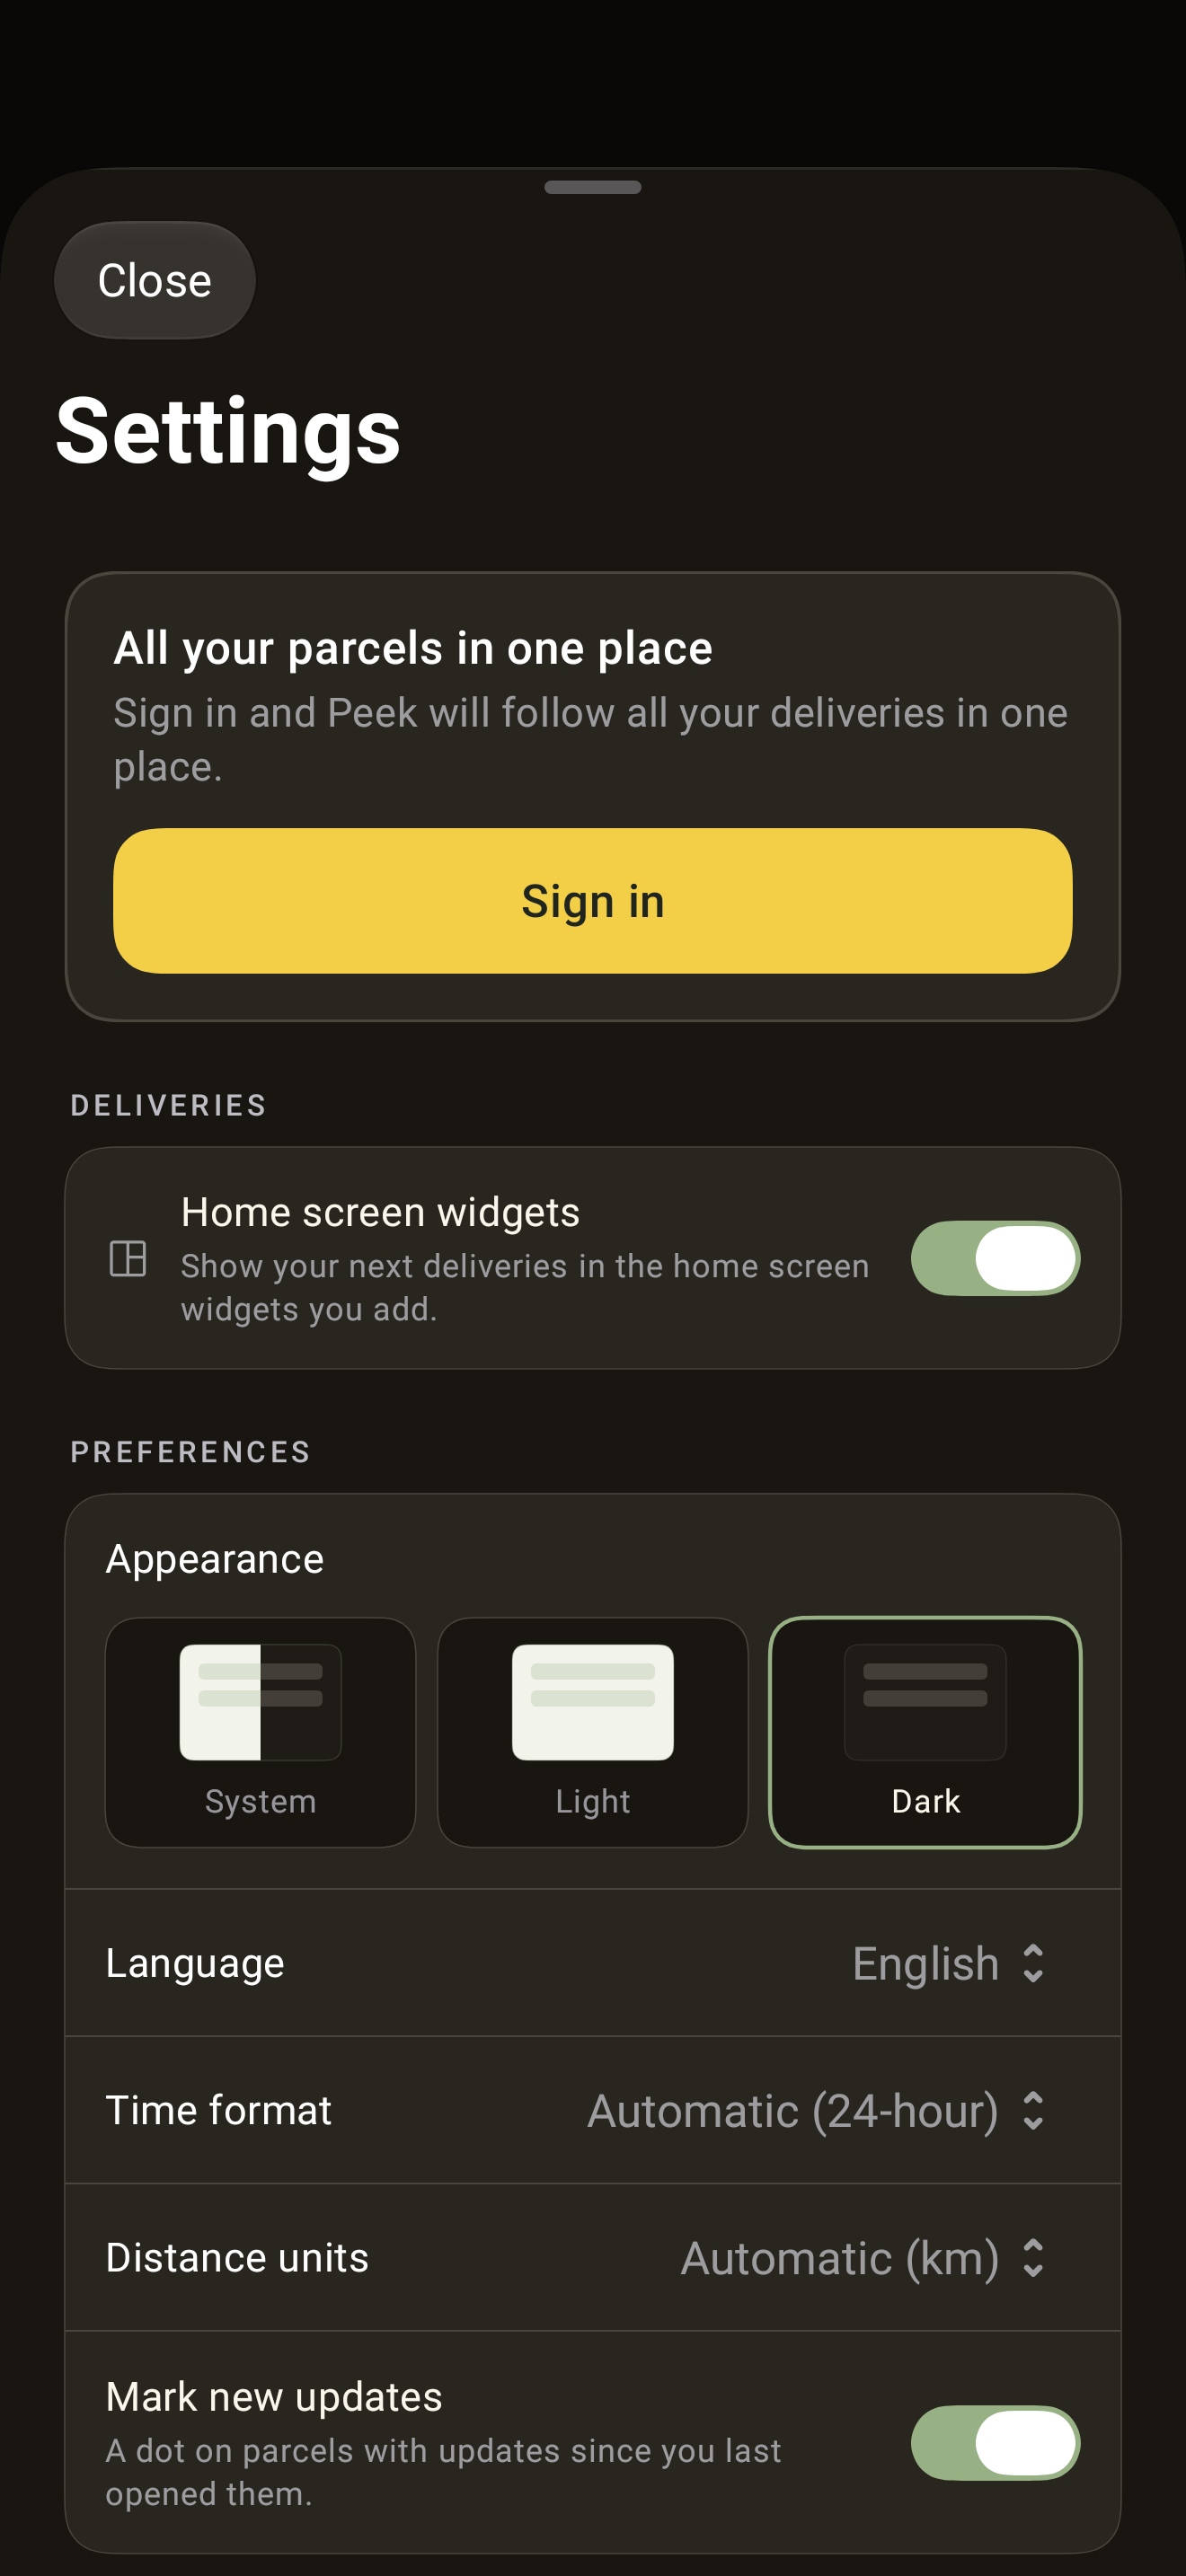 Close
Settings
All your parcels in one place
Sign in and Peek will follow all your deliveries in one
place.
Sign in
DELIVERIES
Home screen widgets
Show your next deliveries in the home screen
widgets you add.
PREFERENCES
Appearance
System
Light
Dark
Language
English
Time format
Automatic (24-hour)
Distance units
Automatic (km)
Mark new updates
A dot on parcels with updates since you last
opened them.